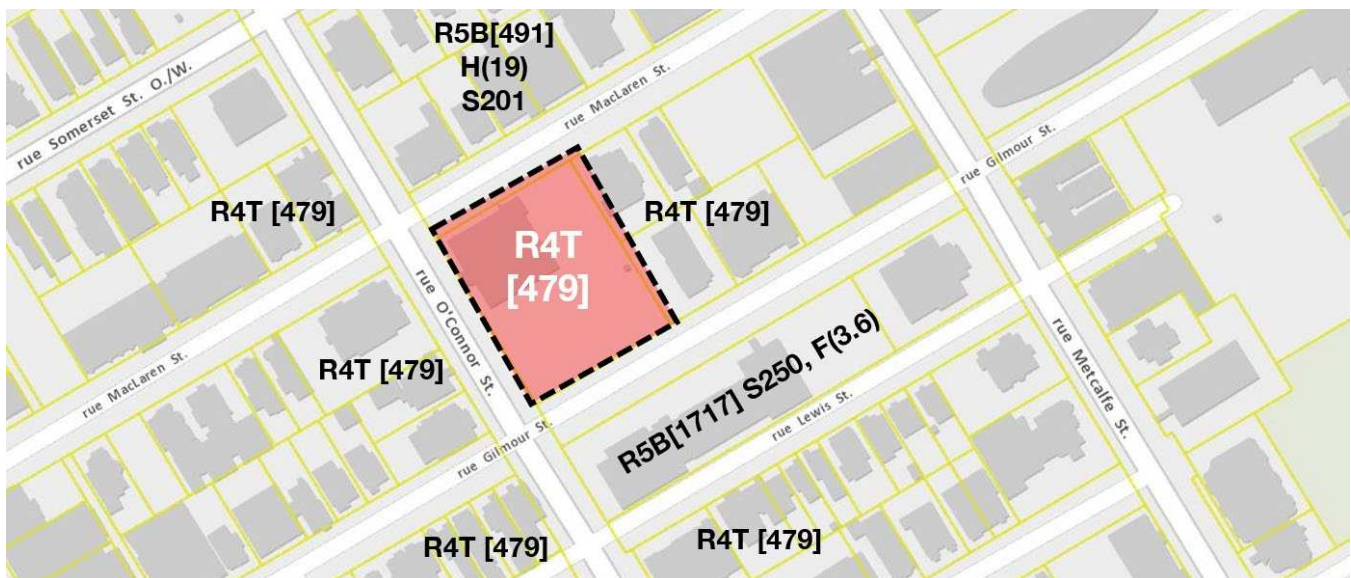 R5B[491]
H(19)
S201
rue Somerset St. O./W.
rue MacLaren St.
rue Gilmour St.
R4T [479]
R4T
[479]
R4T [479]
rue O'Connor St.
R4T [479]
rue MacLaren St.
R5B[1717] S250, F(3.6)
rue Metcalfe St.
rue Lewis St.
rue Gilmour St.
R4T [479]
R4T [479]